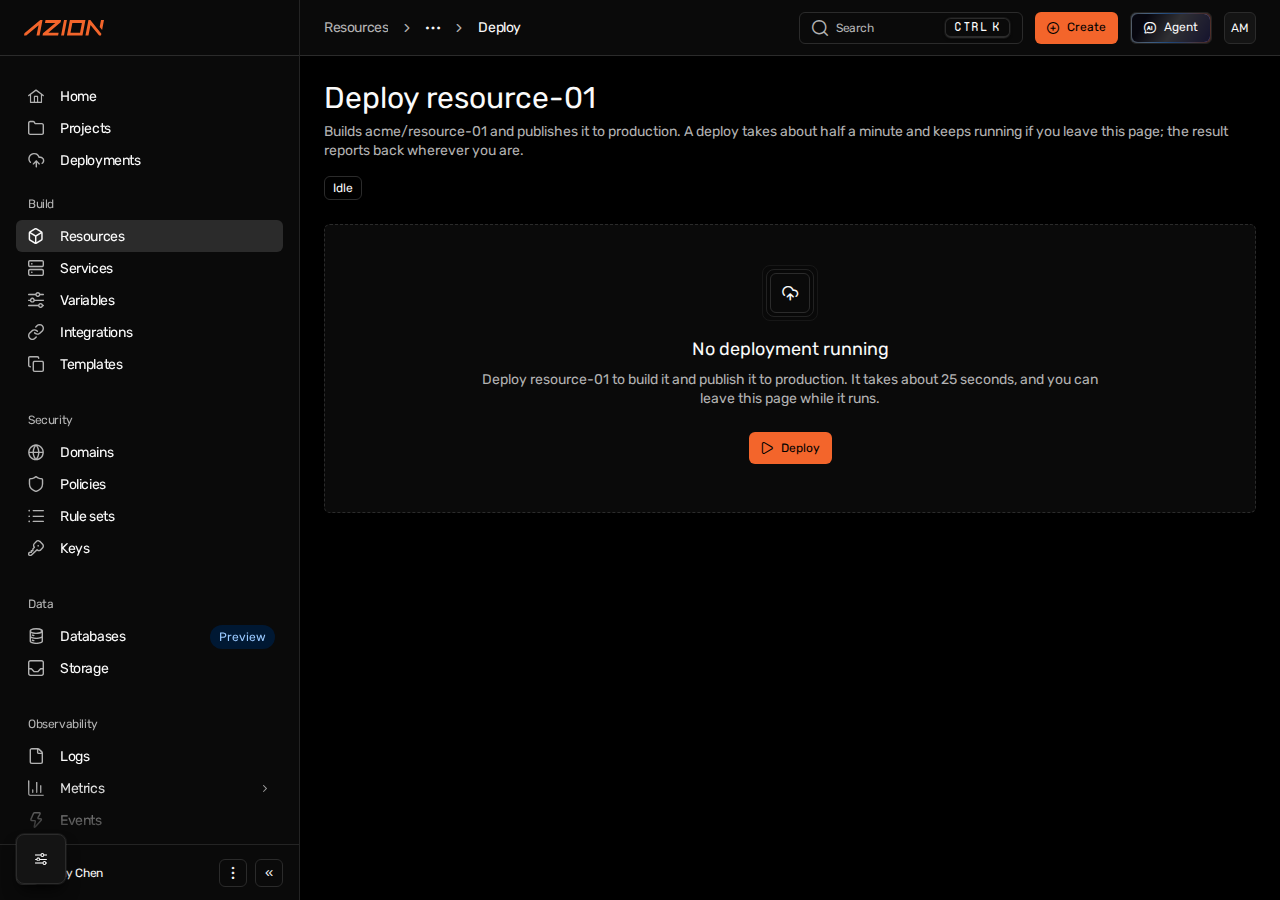 AZION
Resources
Deploy
Search
CTRL K
Create
Agent
AM
Home
Projects
Deployments
Build
Resources
Services
Variables
Integrations
Templates
Security
Domains
Policies
Rule sets
Keys
Data
Databases
Preview
Storage
Observability
Logs
Metrics
Events
y Chen
Deploy resource-01
Builds acme/resource-01 and publishes it to production. A deploy takes about half a minute and keeps running if you leave this page; the result
reports back wherever you are.
Idle
No deployment running
Deploy resource-01 to build it and publish it to production. It takes about 25 seconds, and you can
leave this page while it runs.
Deploy